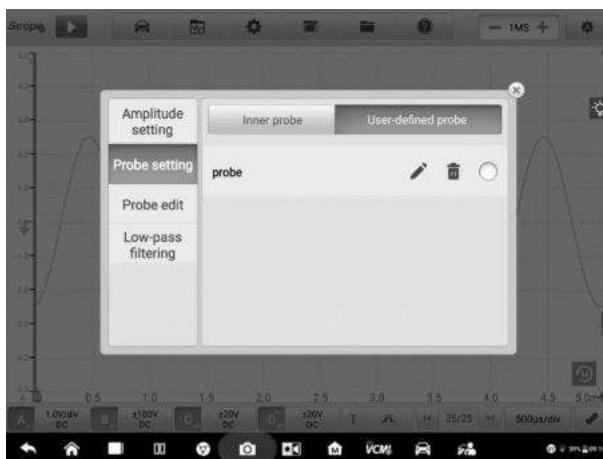 Scope
1MS
Amplitude setting
Inner probe
User-defined probe
Probe setting
probe
Probe edit
Low-pass filtering
0.5
1.0
1.5
2.0
2.5
3.0
3.5
4.0
4.5
A
1.0V/div
DC
B
±100V
DC
C
±20V
DC
D
±20V
DC
T
25/25
500μs/div
M
VCMI